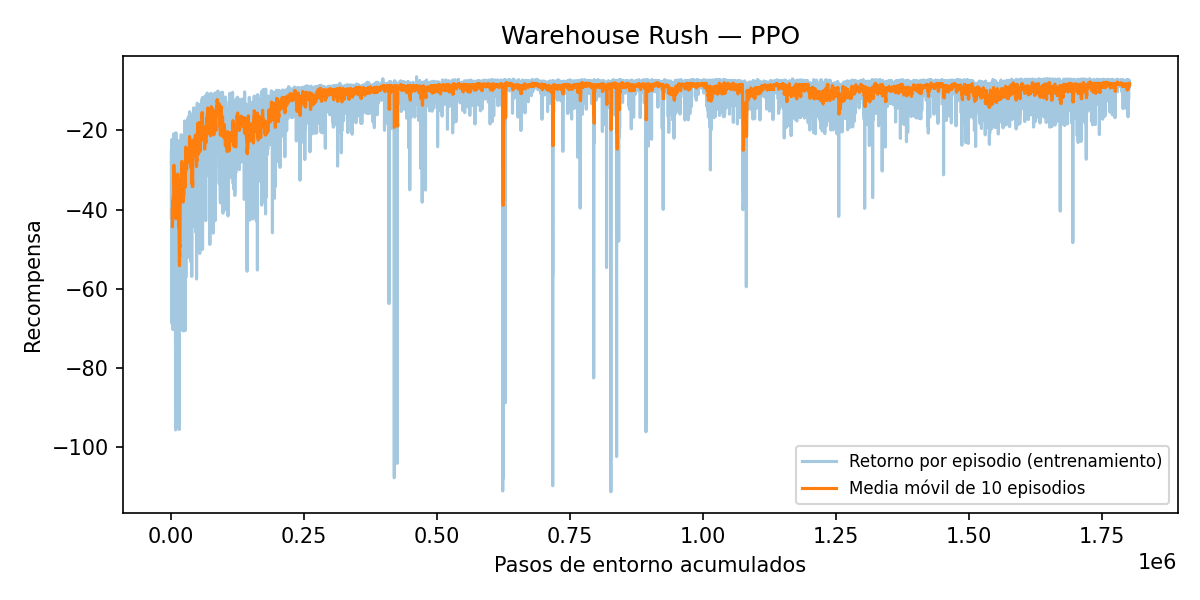 Warehouse Rush — PPO
Recompensa
−20
−40
−60
−80
−100
Retorno por episodio (entrenamiento)
Media móvil de 10 episodios
0.00 0.25 0.50 0.75 1.00 1.25 1.50 1.75
1e6
Pasos de entorno acumulados